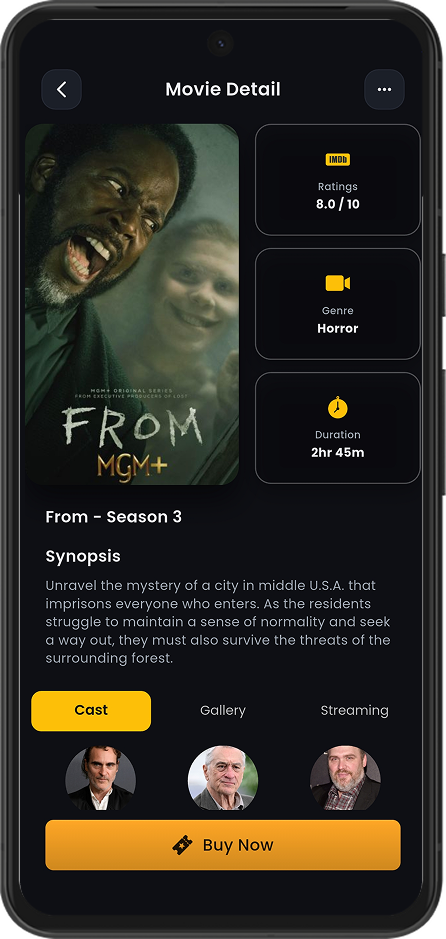 Movie Detail
IMDb
Ratings
8.0 / 10
Genre
Horror
Duration
2hr 45m
MGM+ ORIGINAL SERIES
FROM EXECUTIVE PRODUCERS OF LOST
FROM
MGM+
From - Season 3
Synopsis
Unravel the mystery of a city in middle U.S.A. that
imprisons everyone who enters. As the residents
struggle to maintain a sense of normality and seek
a way out, they must also survive the threats of the
surrounding forest.
Cast
Gallery
Streaming
Buy Now